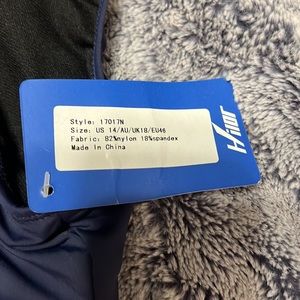 Style: 17017N
Size: US 14/AU/UK18/EU46
Fabric: 82%nylon 18%spandex
Made In China